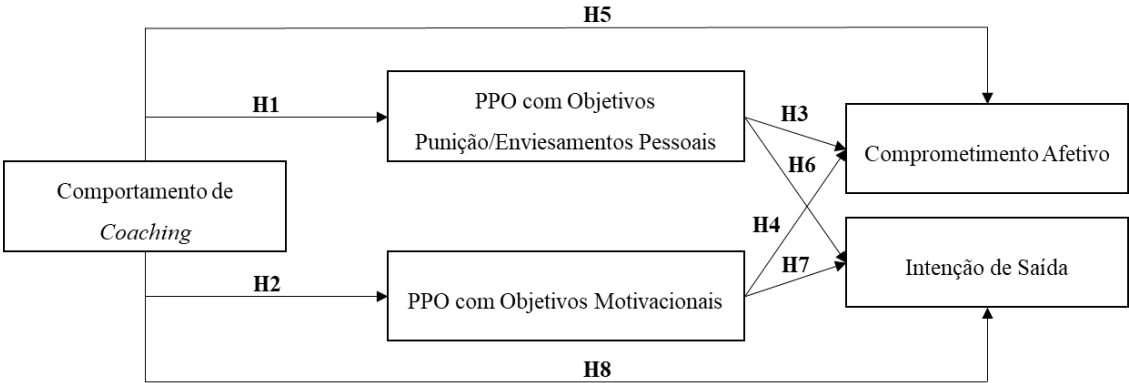 H5
H1
PPO com Objetivos
Punição/Enviesamentos Pessoais
H3
Comprometimento Afetivo
H6
Comportamento de
Coaching
H4
H7
Intenção de Saída
H2
PPO com Objetivos Motivacionais
H8